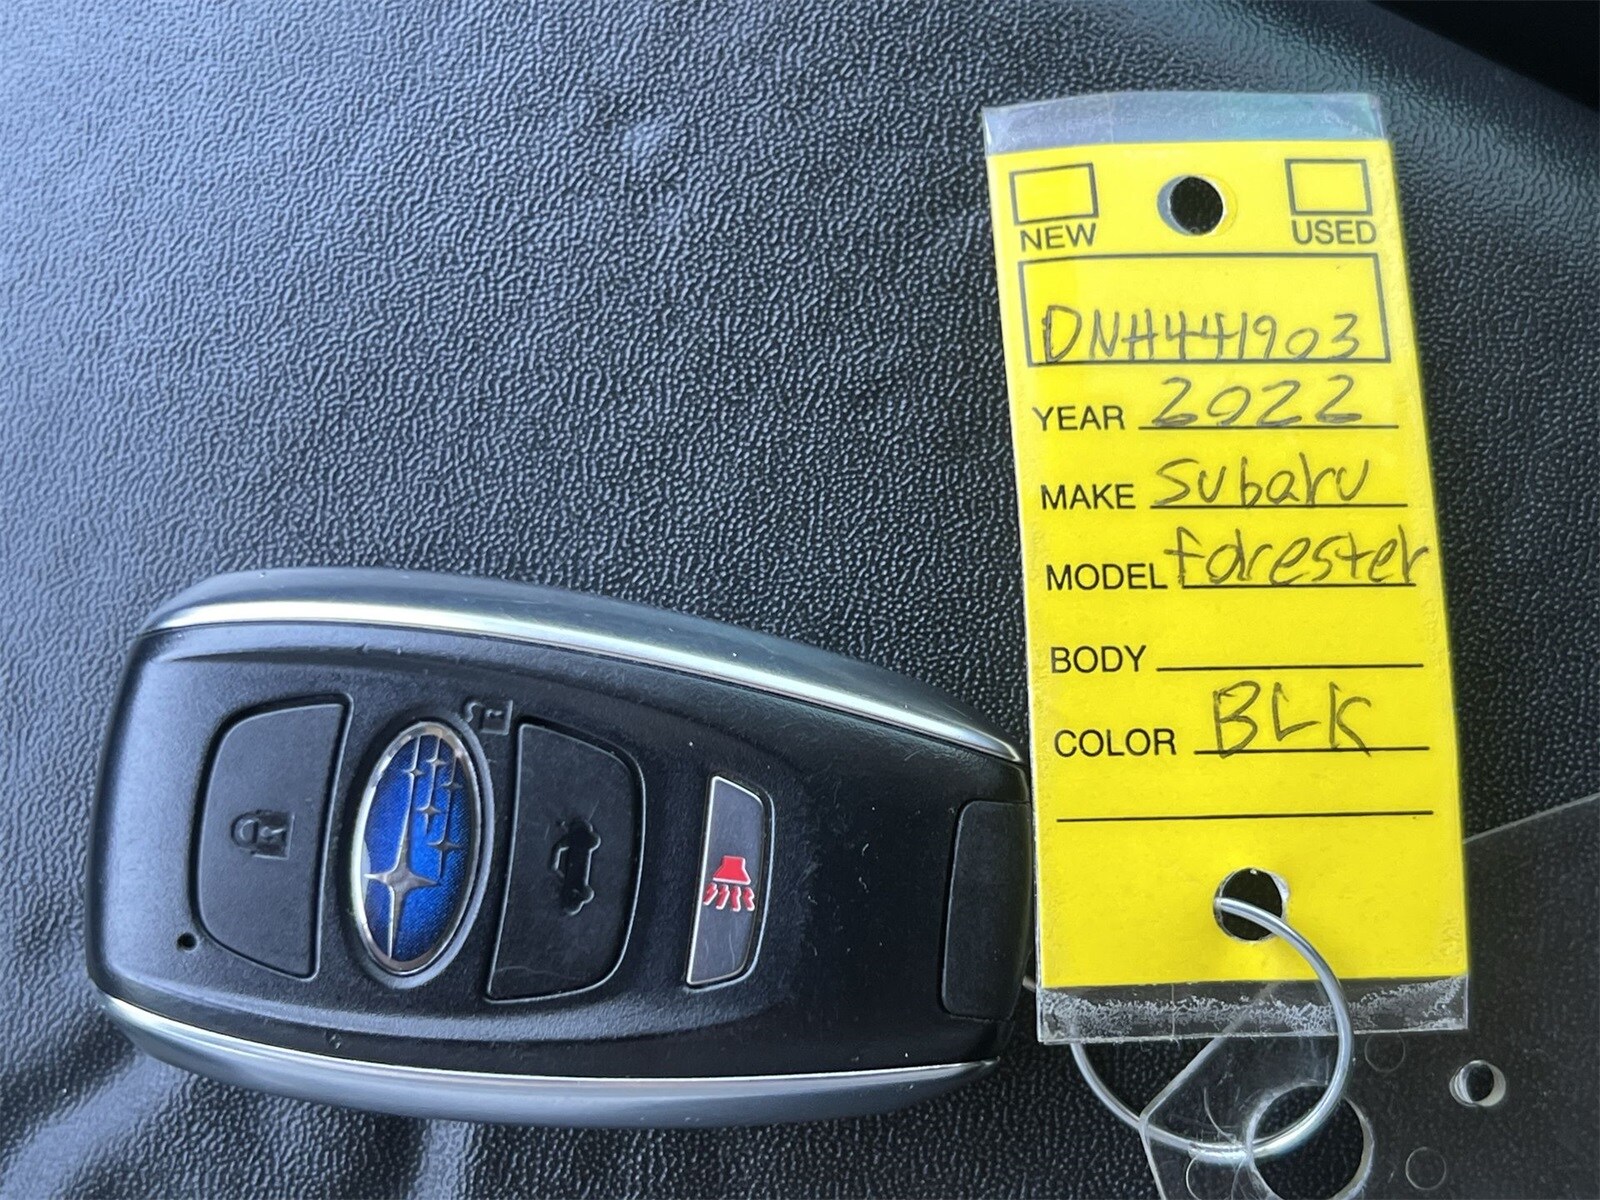 NEW USED
DNH441903
YEAR 2022
MAKE Subaru
MODEL forester
BODY
COLOR BLK